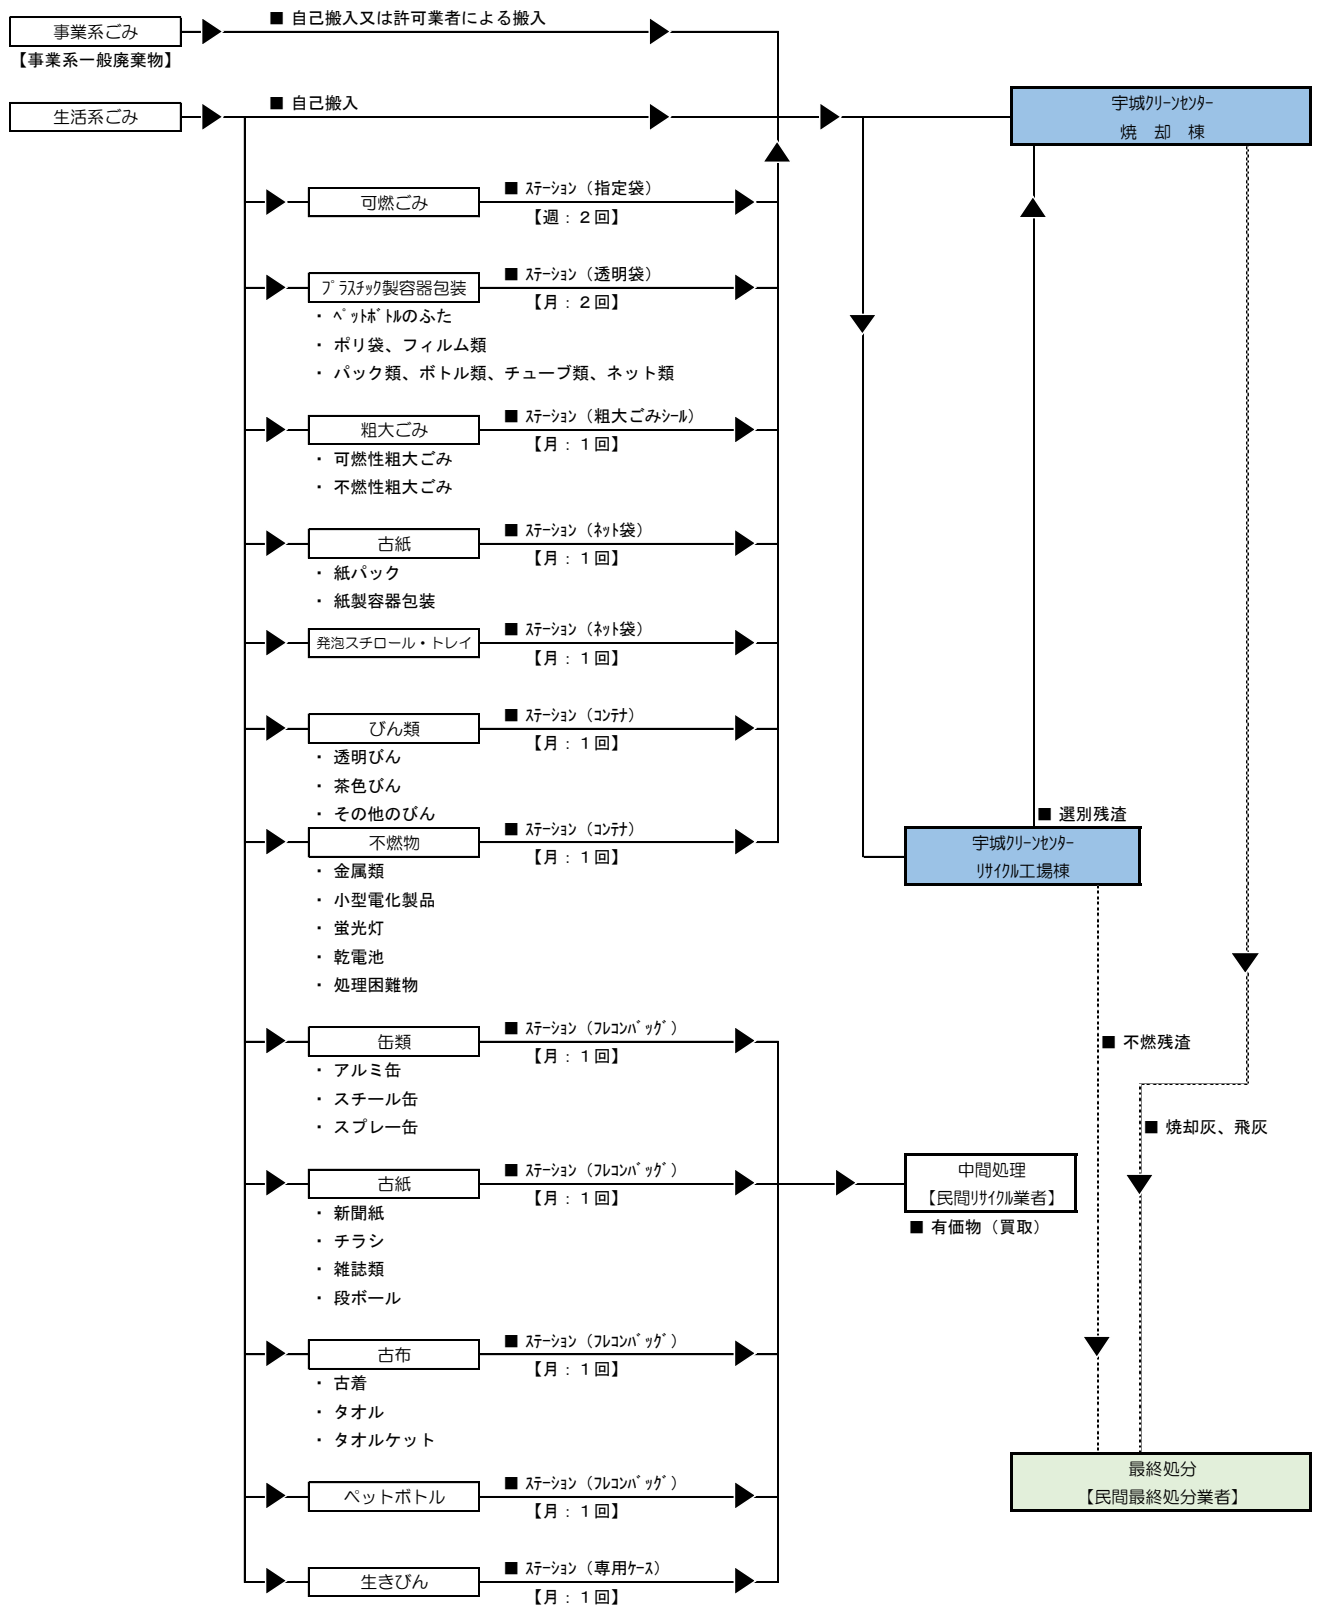 ■ 自己搬入又は許可業者による搬入
事業系ごみ
【事業系一般廃棄物】
■ 自己搬入
生活系ごみ
宇城ｸﾘｰﾝｾﾝﾀｰ
焼　却　棟
■ ｽﾃｰｼｮﾝ（指定袋）
可燃ごみ
【週：２回】
■ ｽﾃｰｼｮﾝ（透明袋）
ﾌﾟﾗｽﾁｯｸ製容器包装
【月：２回】
・ ﾍﾟｯﾄﾎﾞﾄﾙのふた
・ ポリ袋、フィルム類
・ パック類、ボトル類、チューブ類、ネット類
■ ｽﾃｰｼｮﾝ（粗大ごみｼｰﾙ）
粗大ごみ
【月：１回】
・ 可燃性粗大ごみ
・ 不燃性粗大ごみ
■ ｽﾃｰｼｮﾝ（ﾈｯﾄ袋）
古紙
【月：１回】
・ 紙パック
・ 紙製容器包装
■ ｽﾃｰｼｮﾝ（ﾈｯﾄ袋）
発泡スチロール・トレイ
【月：１回】
■ ｽﾃｰｼｮﾝ（ｺﾝﾃﾅ）
びん類
【月：１回】
・ 透明びん
・ 茶色びん
・ その他のびん
■ 選別残渣
■ ｽﾃｰｼｮﾝ（ｺﾝﾃﾅ）
不燃物
【月：１回】
宇城ｸﾘｰﾝｾﾝﾀｰ
ﾘｻｲｸﾙ工場棟
・ 金属類
・ 小型電化製品
・ 蛍光灯
・ 乾電池
・ 処理困難物
■ ｽﾃｰｼｮﾝ（ﾌﾚｺﾝﾊﾞｯｸﾞ）
缶類
【月：１回】
■ 不燃残渣
・ アルミ缶
・ スチール缶
・ スプレー缶
■ 焼却灰、飛灰
■ ｽﾃｰｼｮﾝ（ﾌﾚｺﾝﾊﾞｯｸﾞ）
古紙
【月：１回】
中間処理
【民間ﾘｻｲｸﾙ業者】
■ 有価物（買取）
・ 新聞紙
・ チラシ
・ 雑誌類
・ 段ボール
■ ｽﾃｰｼｮﾝ（ﾌﾚｺﾝﾊﾞｯｸﾞ）
古布
【月：１回】
・ 古着
・ タオル
・ タオルケット
■ ｽﾃｰｼｮﾝ（ﾌﾚｺﾝﾊﾞｯｸﾞ）
ペットボトル
【月：１回】
最終処分
【民間最終処分業者】
■ ｽﾃｰｼｮﾝ（専用ｹｰｽ）
生きびん
【月：１回】